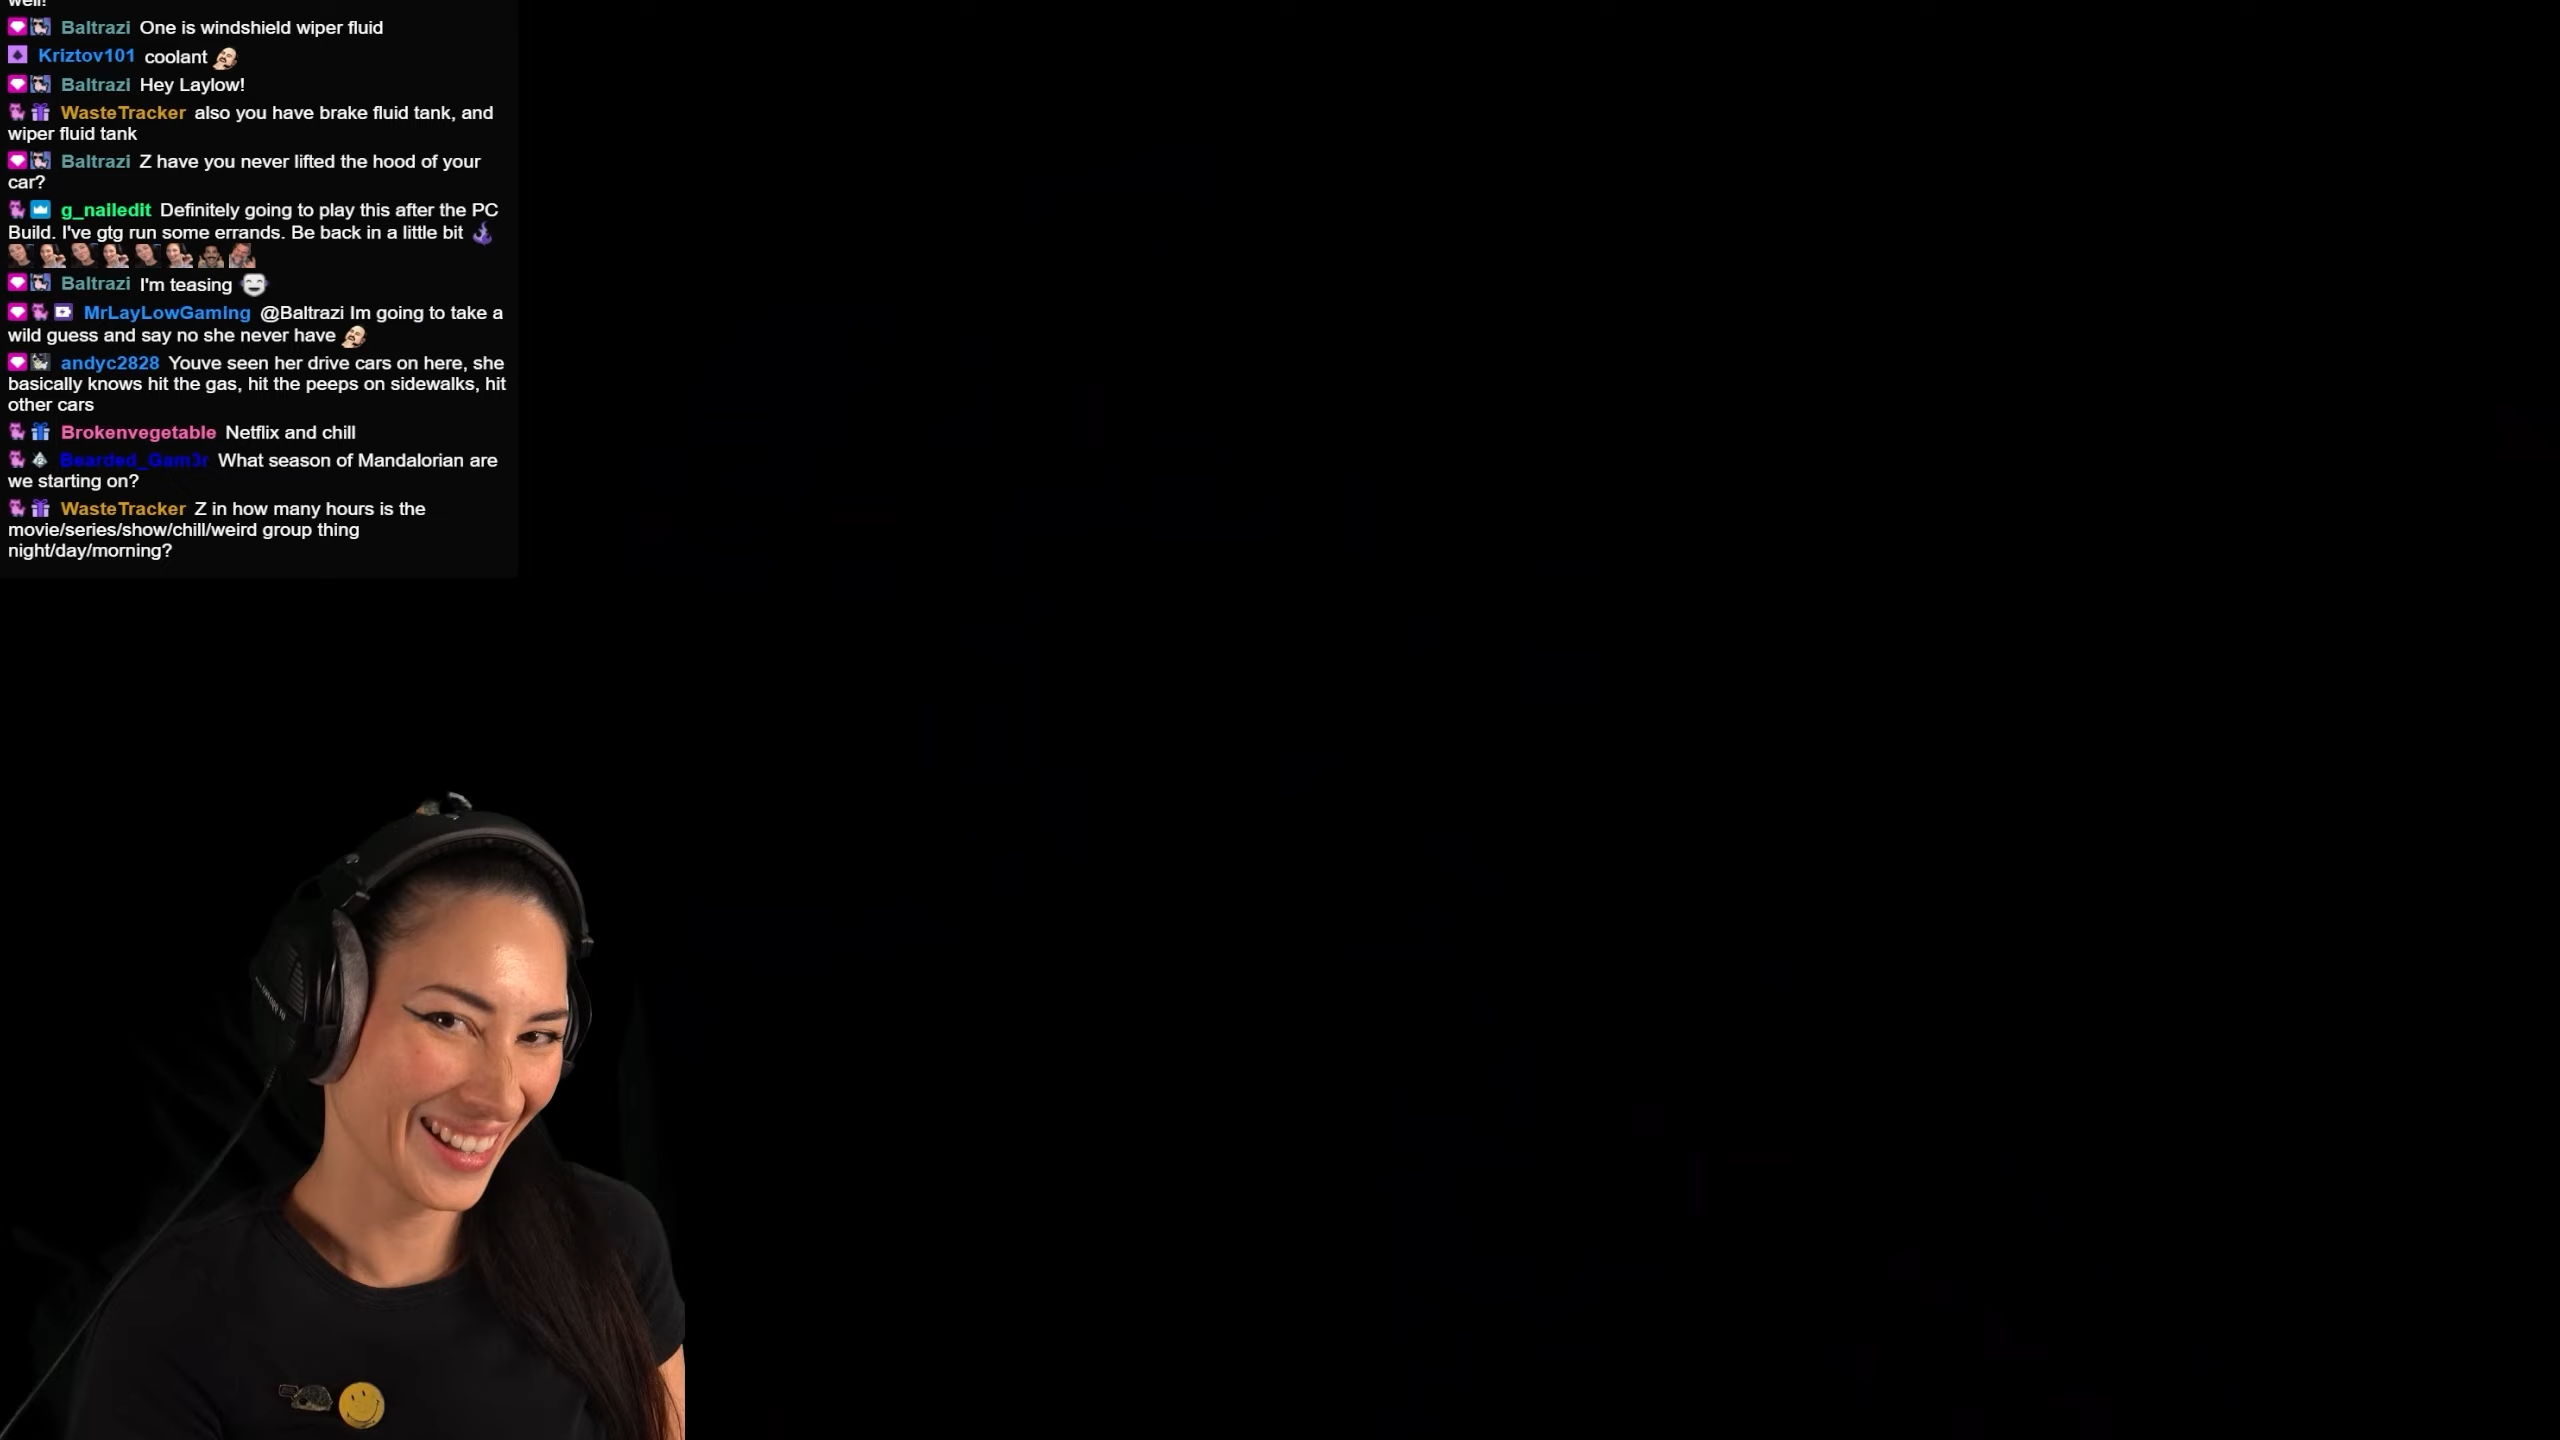 well!
Baltrazi One is windshield wiper fluid
Kriztov101 coolant
Baltrazi Hey Laylow!
WasteTracker also you have brake fluid tank, and
wiper fluid tank
Baltrazi Z have you never lifted the hood of your
car?
g_nailedit Definitely going to play this after the PC
Build. I've gtg run some errands. Be back in a little bit
Baltrazi I'm teasing
MrLayLowGaming @Baltrazi Im going to take a
wild guess and say no she never have
andyc2828 Youve seen her drive cars on here, she
basically knows hit the gas, hit the peeps on sidewalks, hit
other cars
Brokenvegetable Netflix and chill
Bearded_Gam3r What season of Mandalorian are
we starting on?
WasteTracker Z in how many hours is the
movie/series/show/chill/weird group thing
night/day/morning?